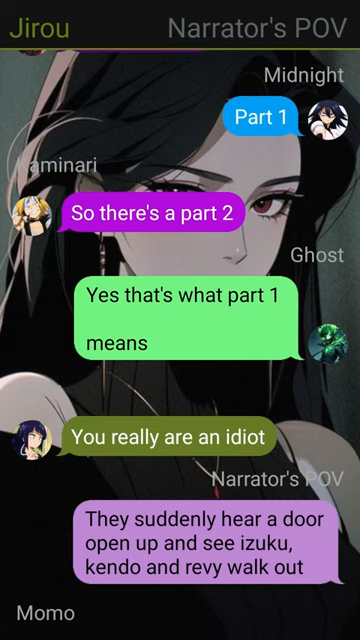 Jirou Narrator's POV
Midnight
Part 1
Kaminari
So there's a part 2
Ghost
Yes that's what part 1
means
You really are an idiot
Narrator's POV
They suddenly hear a door
open up and see izuku,
kendo and revy walk out
Momo